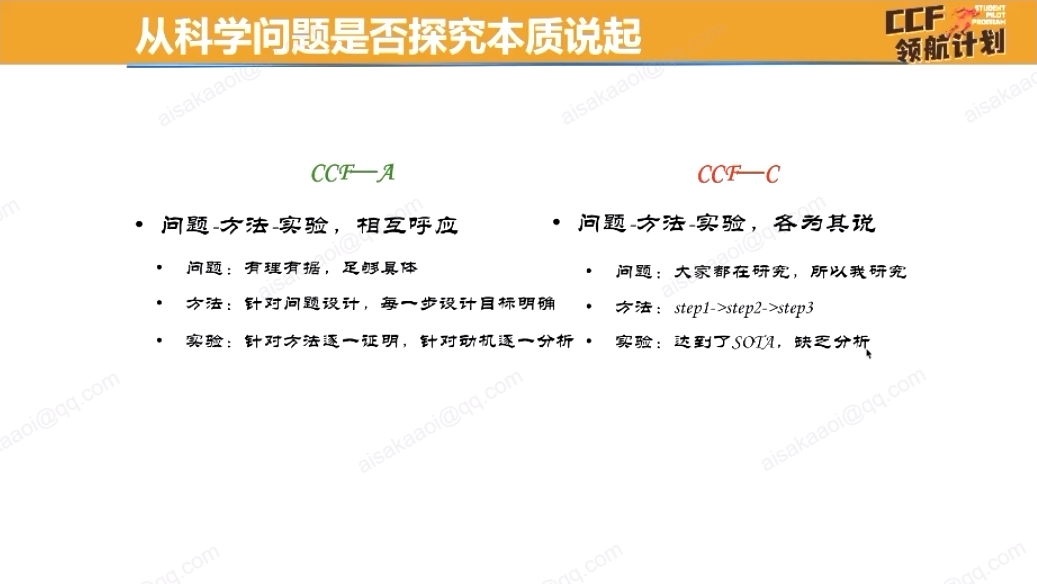 从科学问题是否探究本质说起
CCF
STUDENT
PILOT
PROGRAM
领航计划
CCF—A
• 问题-方法-实验，相互呼应
• 问题：有理有据，足够具体
• 方法：针对问题设计，每一步设计目标明确
• 实验：针对方法逐一证明，针对动机逐一分析
CCF—C
• 问题-方法-实验，各为其说
• 问题：大家都在研究，所以我研究
• 方法：step1->step2->step3
• 实验：达到了SOTA，缺乏分析
aisakaaoi@qq.com